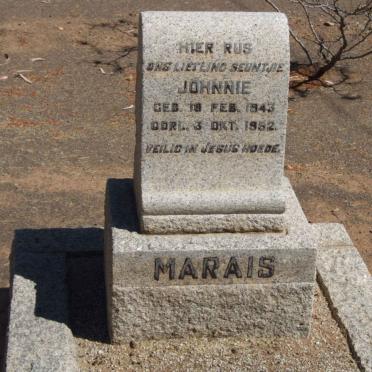 HIER RUS
ONS LIEFLING SEUNTJIE
JOHNNIE
GEB. 18 FEB. 1943
OORL. 3 OKT. 1952.
VEILIG IN JESUS HOEDE.
MARAIS